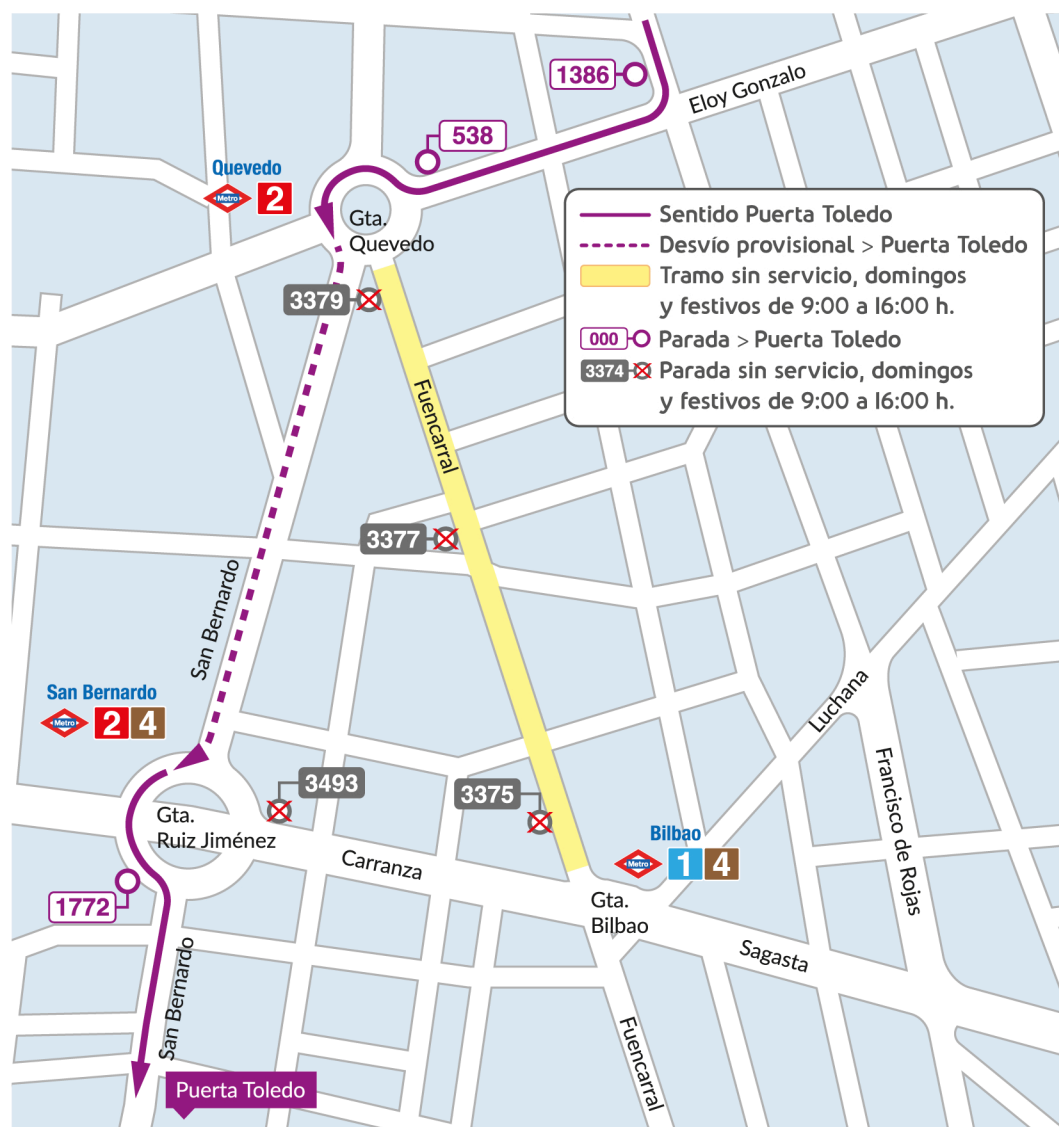 1386
Eloy Gonzalo
538
Quevedo
Metro 2
Gta.
Quevedo
Sentido Puerta Toledo
Desvío provisional > Puerta Toledo
Tramo sin servicio, domingos
y festivos de 9:00 a 16:00 h.
000 Parada > Puerta Toledo
3374 Parada sin servicio, domingos
y festivos de 9:00 a 16:00 h.
3379
Fuencarral
3377
San Bernardo
San Bernardo
Metro 2 4
Luchana
3493
3375
Gta.
Ruiz Jiménez
Francisco de Rojas
Bilbao
Metro 1 4
Carranza
1772
Gta.
Bilbao
Sagasta
San Bernardo
Fuencarral
Puerta Toledo